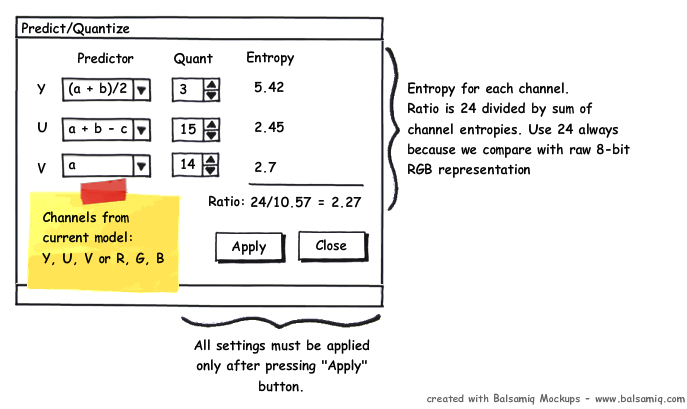 Predict/Quantize
Predictor Quant Entropy
Y (a + b)/2 3 5.42
U a + b - c 15 2.45
V a 14 2.7
Ratio: 24/10.57 = 2.27
Channels from
current model:
Y, U, V or R, G, B
Apply Close
Entropy for each channel.
Ratio is 24 divided by sum of
channel entropies. Use 24 always
because we compare with raw 8-bit
RGB representation
All settings must be applied
only after pressing "Apply"
button.
created with Balsamiq Mockups - www.balsamiq.com